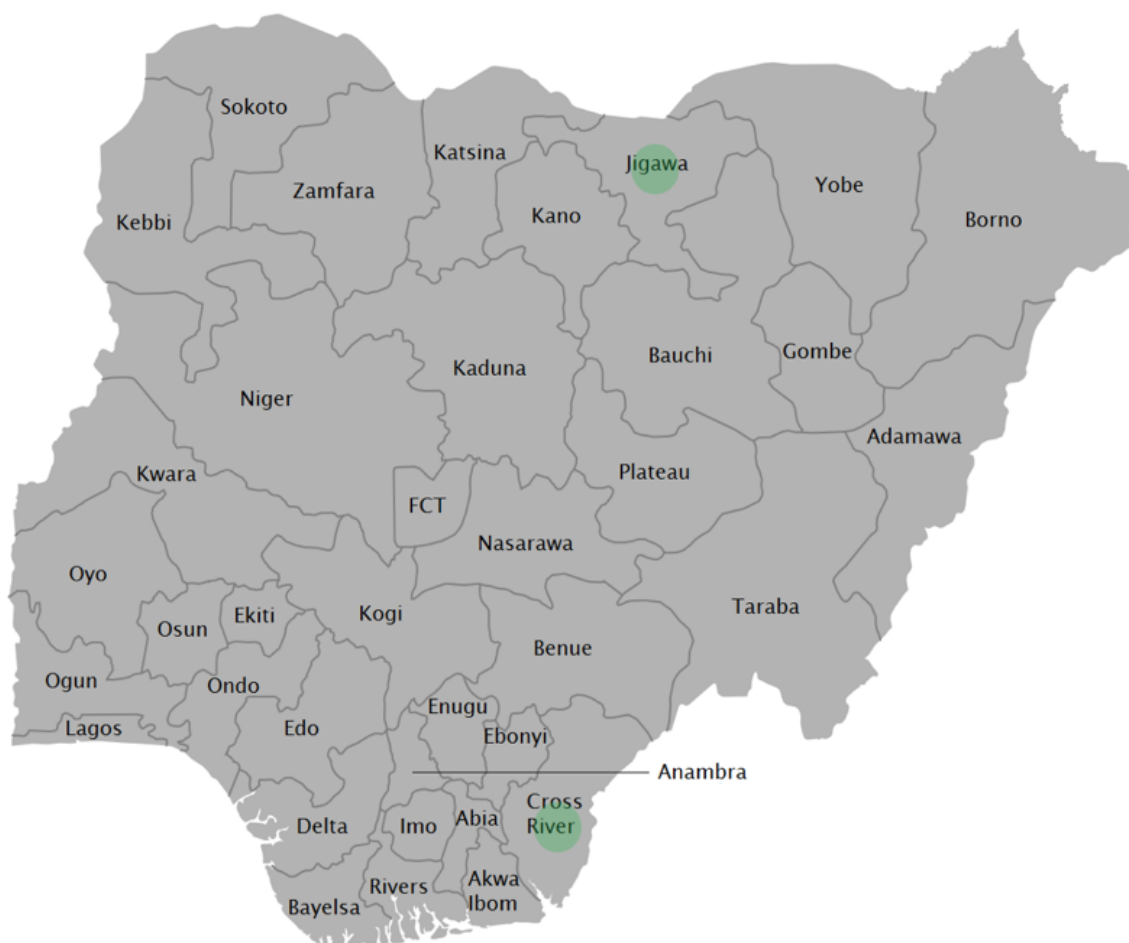 Sokoto
Katsina
Jigawa
Zamfara
Yobe
Kano
Borno
Kebbi
Bauchi
Gombe
Kaduna
Niger
Adamawa
Kwara
Plateau
FCT
Nasarawa
Oyo
Taraba
Ekiti
Kogi
Osun
Benue
Ogun
Ondo
Enugu
Lagos
Edo
Ebonyi
Anambra
Cross
River
Abia
Delta
Imo
Rivers
Akwa
Ibom
Bayelsa